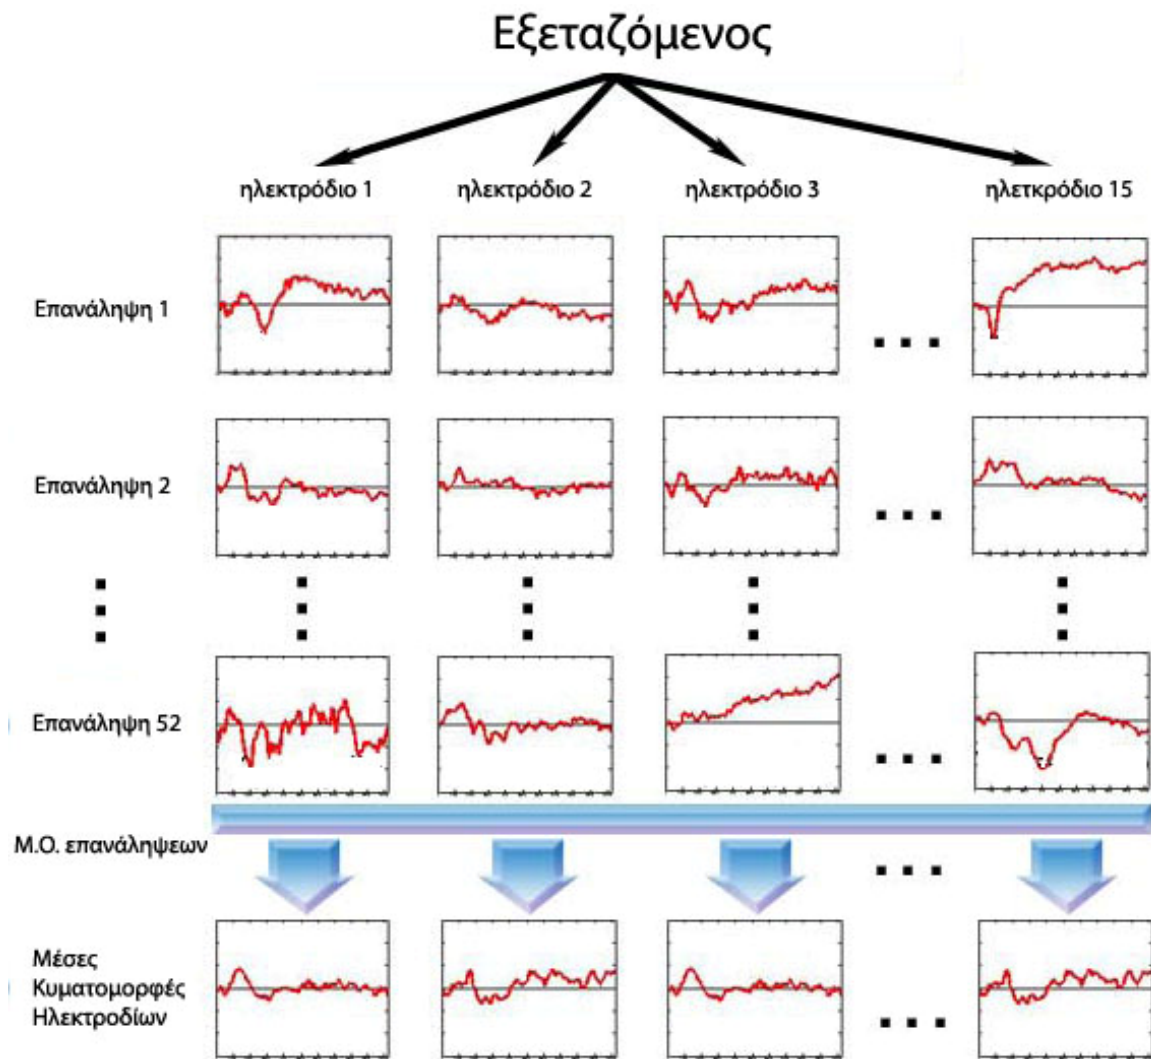 Εξεταζόμενος
ηλεκτρόδιο 1
ηλεκτρόδιο 2
ηλεκτρόδιο 3
ηλετκρόδιο 15
Επανάληψη 1
Επανάληψη 2
Επανάληψη 52
Μ.Ο. επανάληψεων
Μέσες
Κυματομορφές
Ηλεκτροδίων